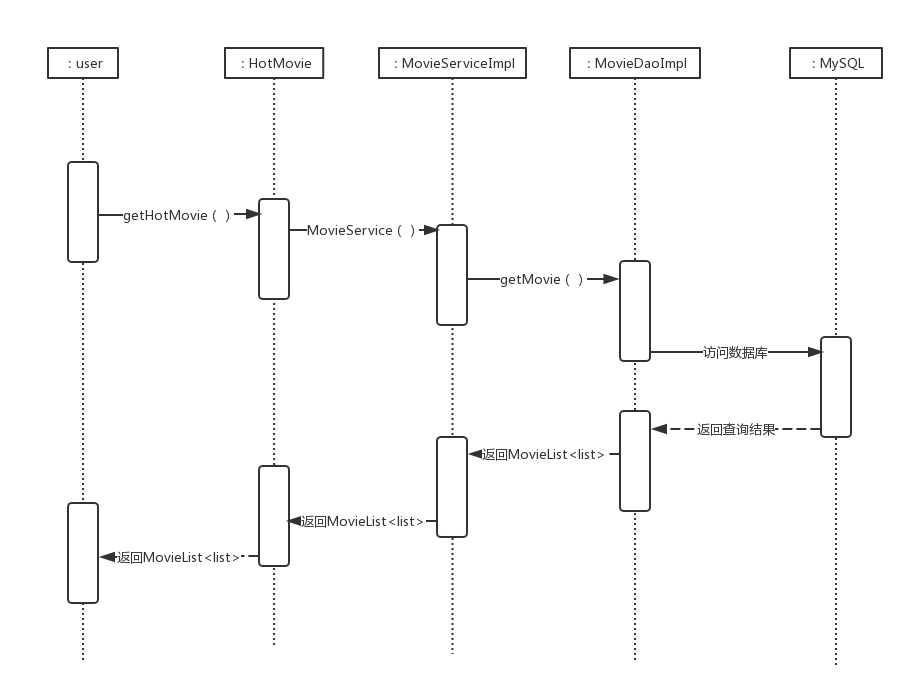 : user
: HotMovie
: MovieServiceImpl
: MovieDaoImpl
: MySQL
getHotMovie ( )
MovieService ( )
getMovie ( )
访问数据库
返回查询结果
返回MovieList<list>
返回MovieList<list>
返回MovieList<list>